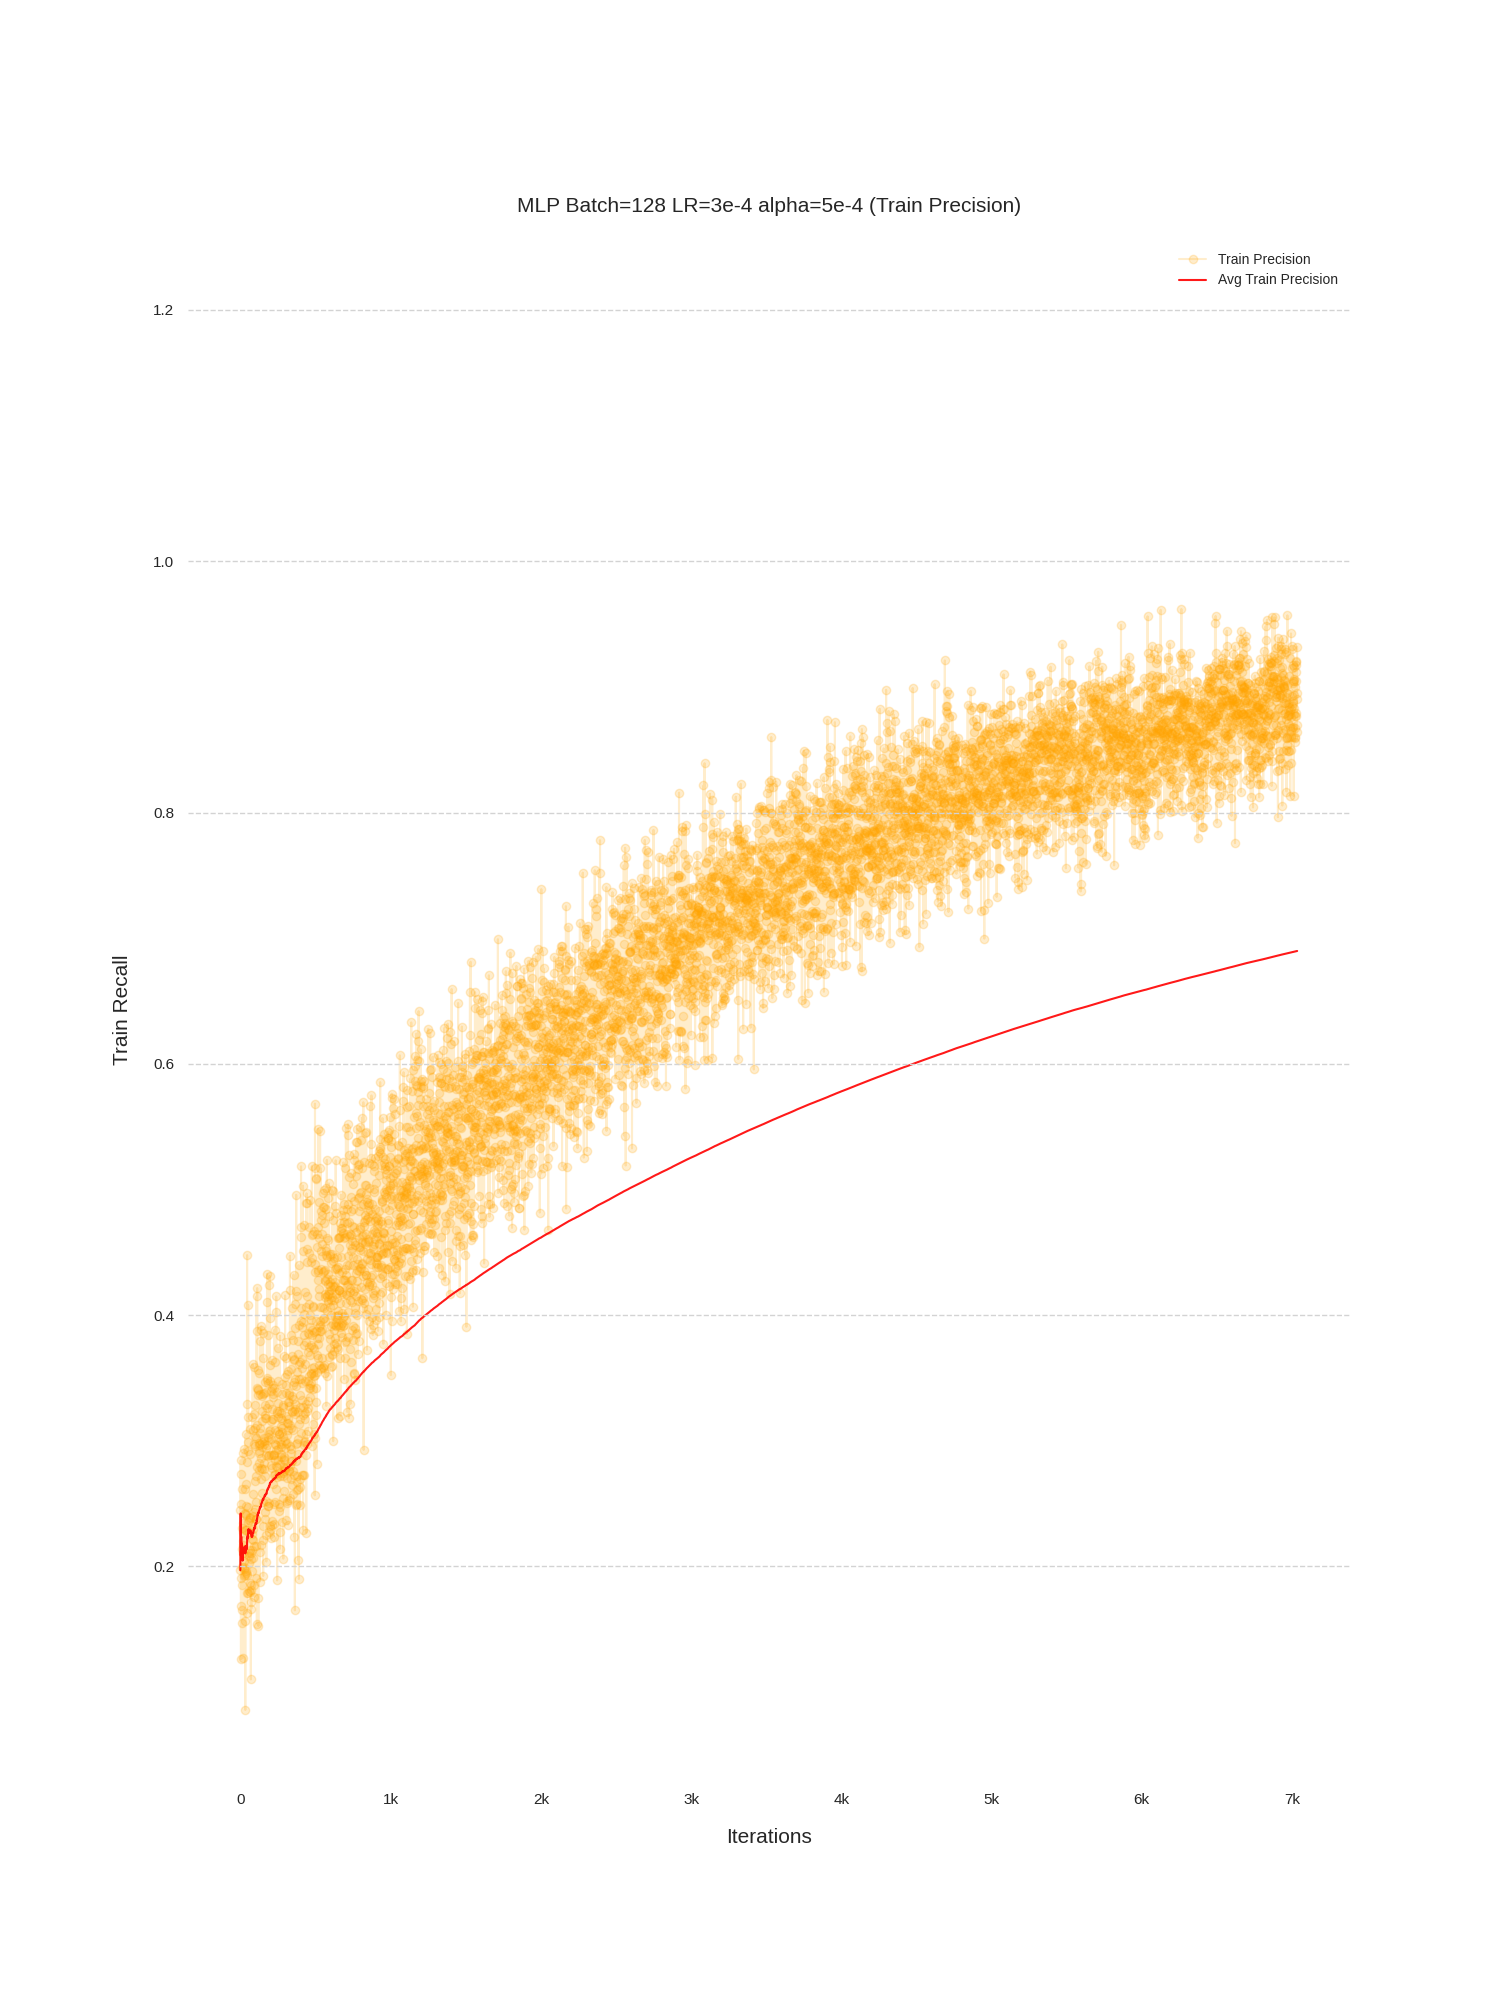 MLP Batch=128 LR=3e-4 alpha=5e-4 (Train Precision)
Train Precision
Avg Train Precision
1.2
1.0
0.8
0.6
0.4
0.2
Train Recall
0 1k 2k 3k 4k 5k 6k 7k
Iterations